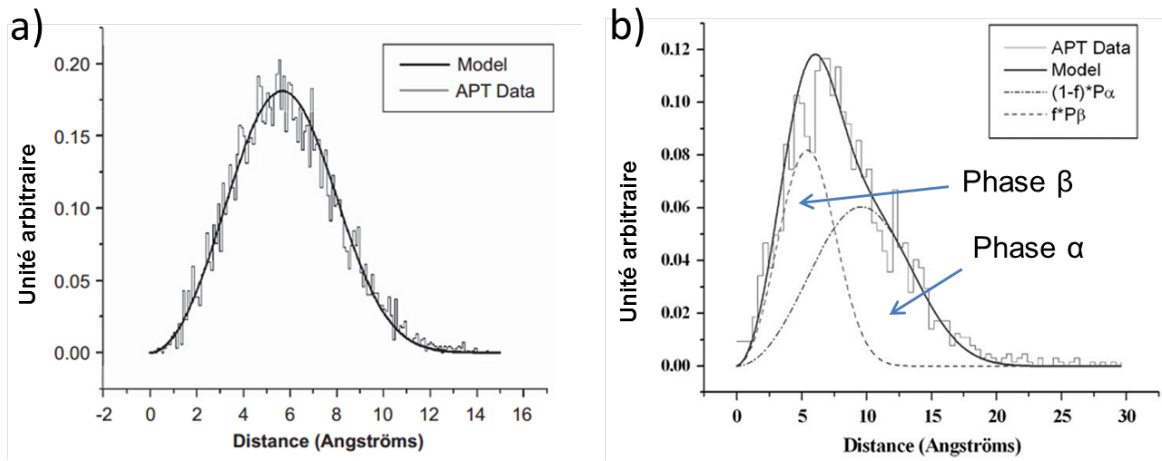 a)
Model
APT Data
0.20
0.15
0.10
0.05
0.00
Unité arbitraire
-2 0 2 4 6 8 10 12 14 16
Distance (Angströms)
b)
APT Data
Model
(1-f)*Pα
f*Pβ
0.12
0.10
0.08
0.06
0.04
0.02
0.00
Unité arbitraire
Phase β
Phase α
0 5 10 15 20 25 30
Distance (Angströms)